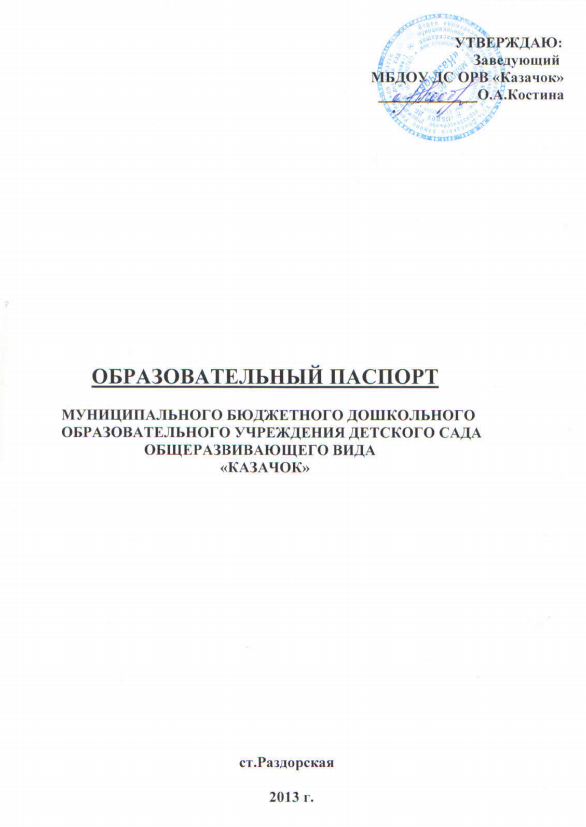 УТВЕРЖДАЮ:
Заведующий
МБДОУ ДС ОРВ «Казачок»
О.А.Костина
ОБРАЗОВАТЕЛЬНЫЙ ПАСПОРТ
МУНИЦИПАЛЬНОГО БЮДЖЕТНОГО ДОШКОЛЬНОГО
ОБРАЗОВАТЕЛЬНОГО УЧРЕЖДЕНИЯ ДЕТСКОГО САДА
ОБЩЕРАЗВИВАЮЩЕГО ВИДА
«КАЗАЧОК»
ст.Раздорская
2013 г.